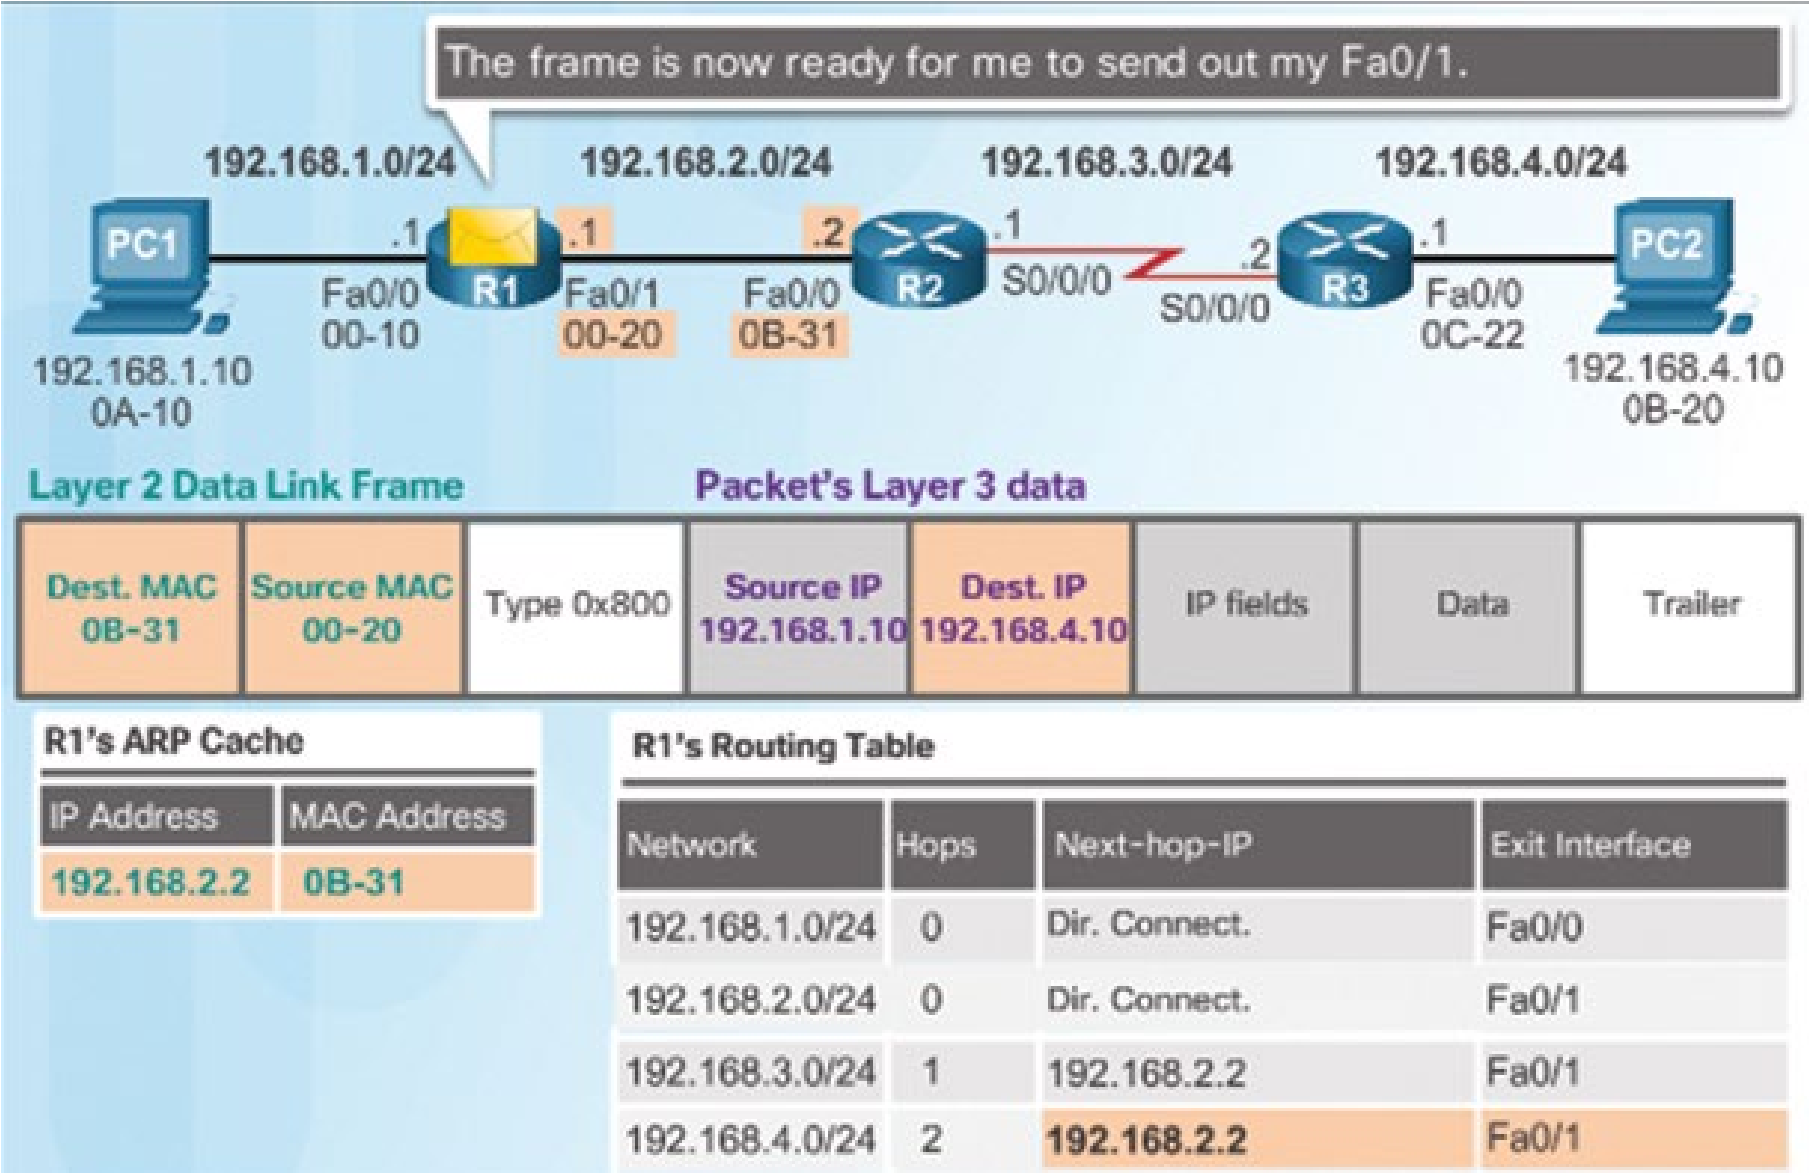 The frame is now ready for me to send out my Fa0/1.
192.168.1.0/24 192.168.2.0/24 192.168.3.0/24 192.168.4.0/24
PC1 .1 R1 .1 .2 R2 .1 .2 R3 .1 PC2
Fa0/0 Fa0/1 Fa0/0 S0/0/0 S0/0/0 Fa0/0
00-10 00-20 0B-31 0C-22
192.168.1.10 192.168.4.10
0A-10 0B-20
Layer 2 Data Link Frame Packet's Layer 3 data
Dest. MAC Source MAC Type 0x800 Source IP Dest. IP IP fields Data Trailer
0B-31 00-20 192.168.1.10 192.168.4.10
R1's ARP Cache
IP Address MAC Address
192.168.2.2 0B-31
R1's Routing Table
Network Hops Next-hop-IP Exit Interface
192.168.1.0/24 0 Dir. Connect. Fa0/0
192.168.2.0/24 0 Dir. Connect. Fa0/1
192.168.3.0/24 1 192.168.2.2 Fa0/1
192.168.4.0/24 2 192.168.2.2 Fa0/1